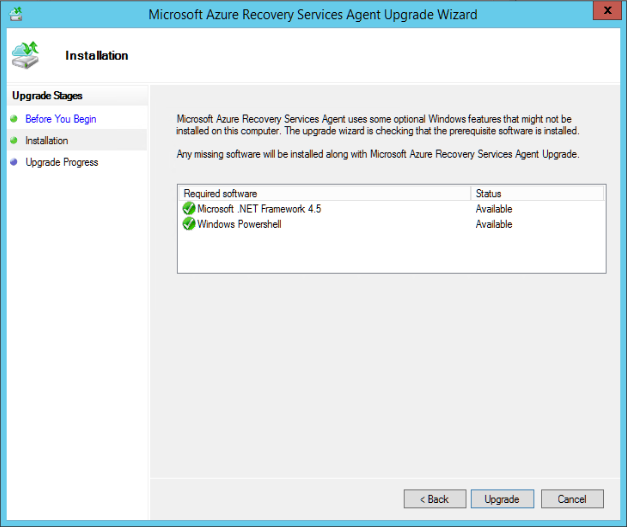 Microsoft Azure Recovery Services Agent Upgrade Wizard
x
Installation
Upgrade Stages
Before You Begin
Installation
Upgrade Progress
Microsoft Azure Recovery Services Agent uses some optional Windows features that might not be
installed on this computer. The upgrade wizard is checking that the prerequisite software is installed.
Any missing software will be installed along with Microsoft Azure Recovery Services Agent Upgrade.
Required software Status
Microsoft .NET Framework 4.5 Available
Windows Powershell Available
< Back Upgrade Cancel